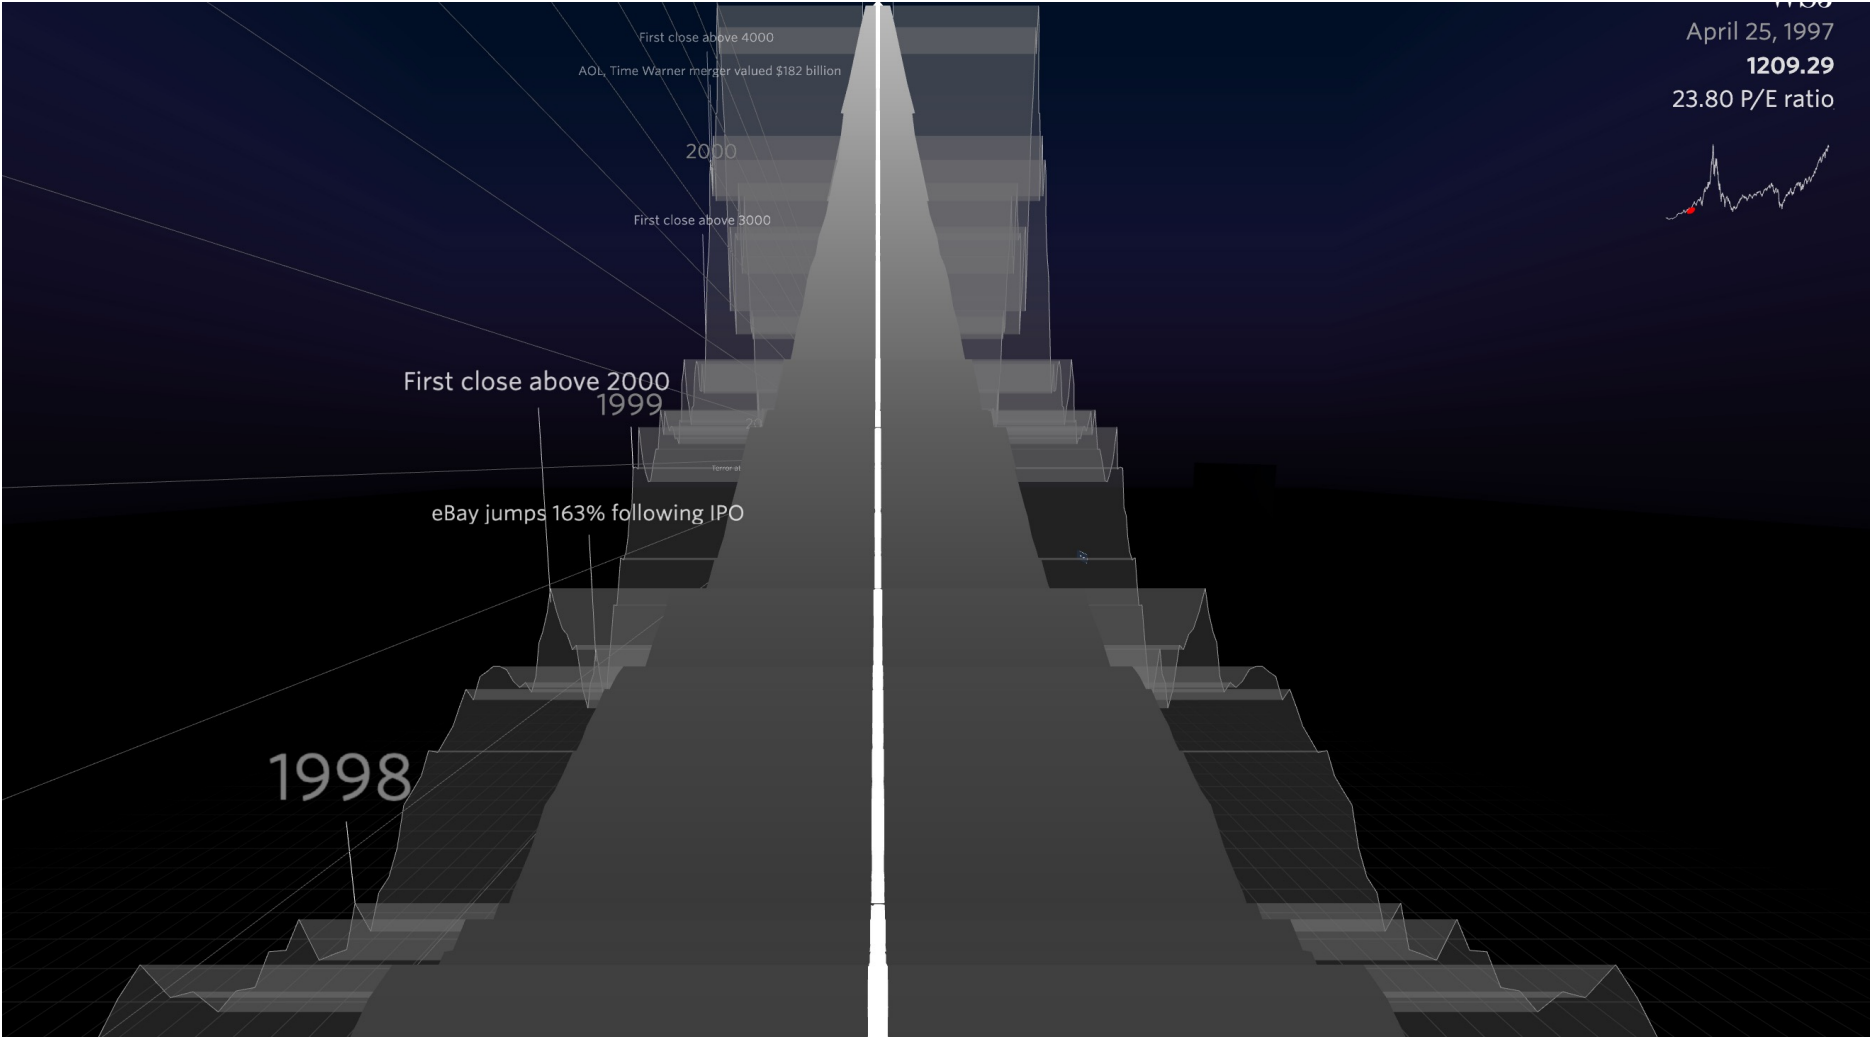 April 25, 1997
1209.29
23.80 P/E ratio
First close above 4000
AOL, Time Warner merger valued $182 billion
2000
First close above 3000
First close above 2000
1999
eBay jumps 163% following IPO
1998